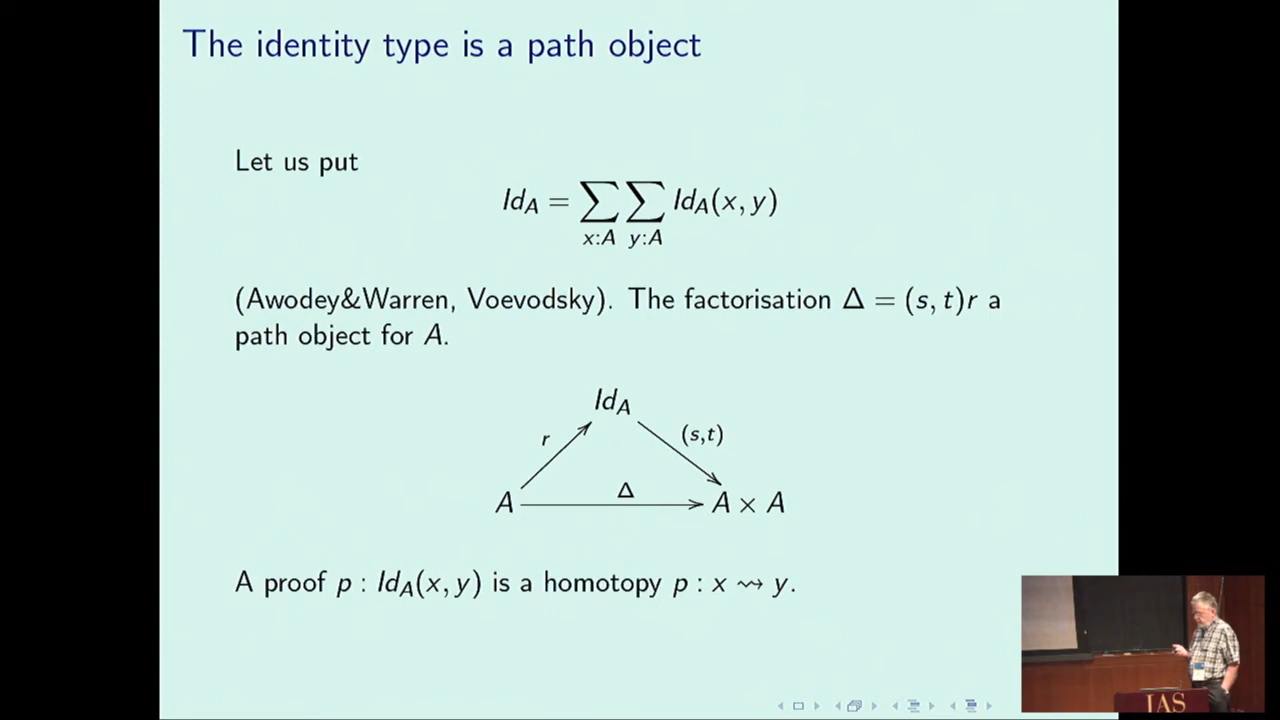 The identity type is a path object
Let us put
Id_A = ∑_{x:A} ∑_{y:A} Id_A(x, y)
(Awodey&Warren, Voevodsky). The factorisation Δ = (s, t)r a
path object for A.
Id_A
r (s,t)
Δ
A A × A
A proof p : Id_A(x, y) is a homotopy p : x ⇝ y.
IAS